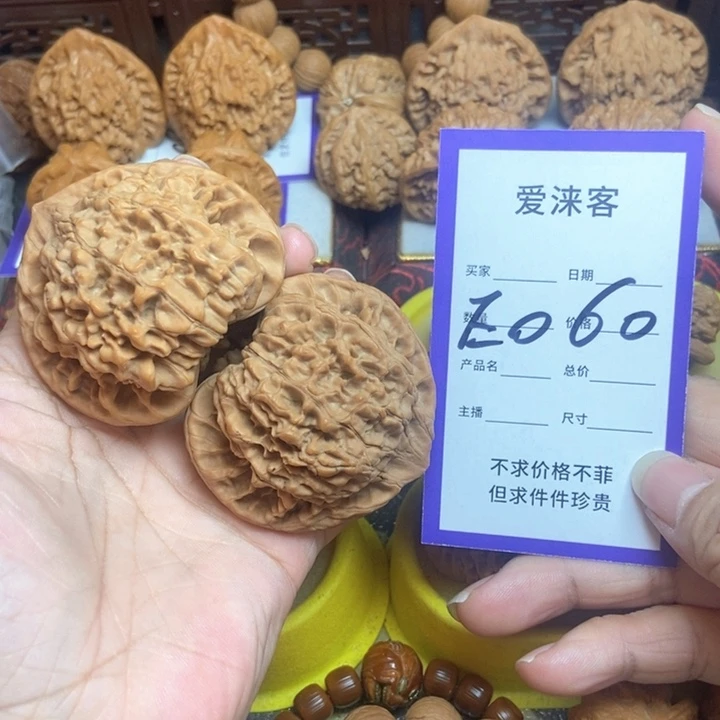 爱涞客
买家 日期
数量 价格
E060
产品名 总价
主播 尺寸
不求价格不菲
但求件件珍贵